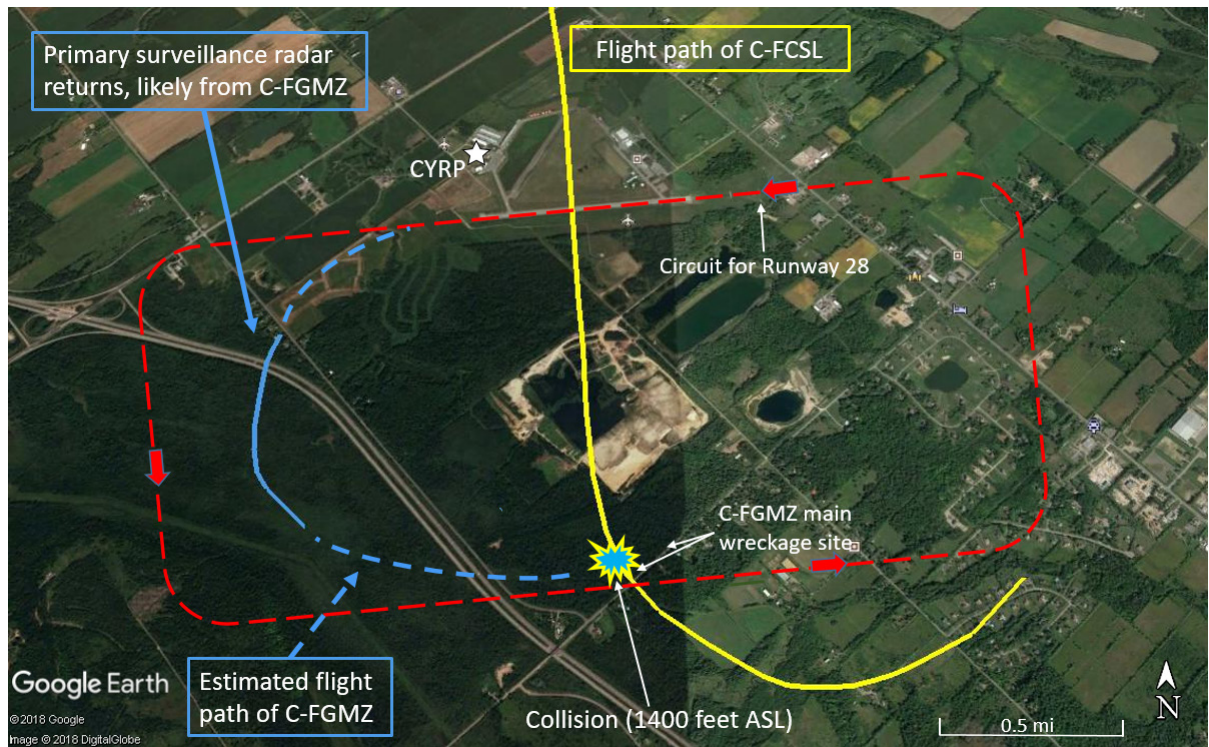 Primary surveillance radar
returns, likely from C-FGMZ
Flight path of C-FCSL
CYRP
Circuit for Runway 28
C-FGMZ main
wreckage site
Estimated flight
path of C-FGMZ
Collision (1400 feet ASL)
N
0.5 mi
Google Earth
© 2018 Google
Image © 2018 DigitalGlobe